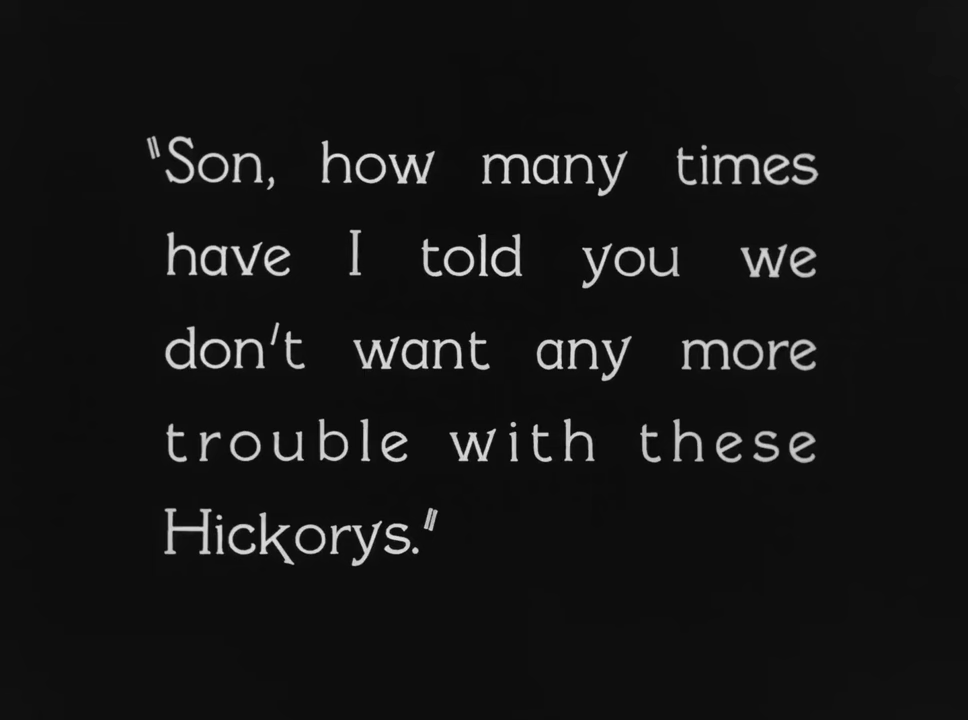 "Son, how many times
have I told you we
don't want any more
trouble with these
Hickorys."